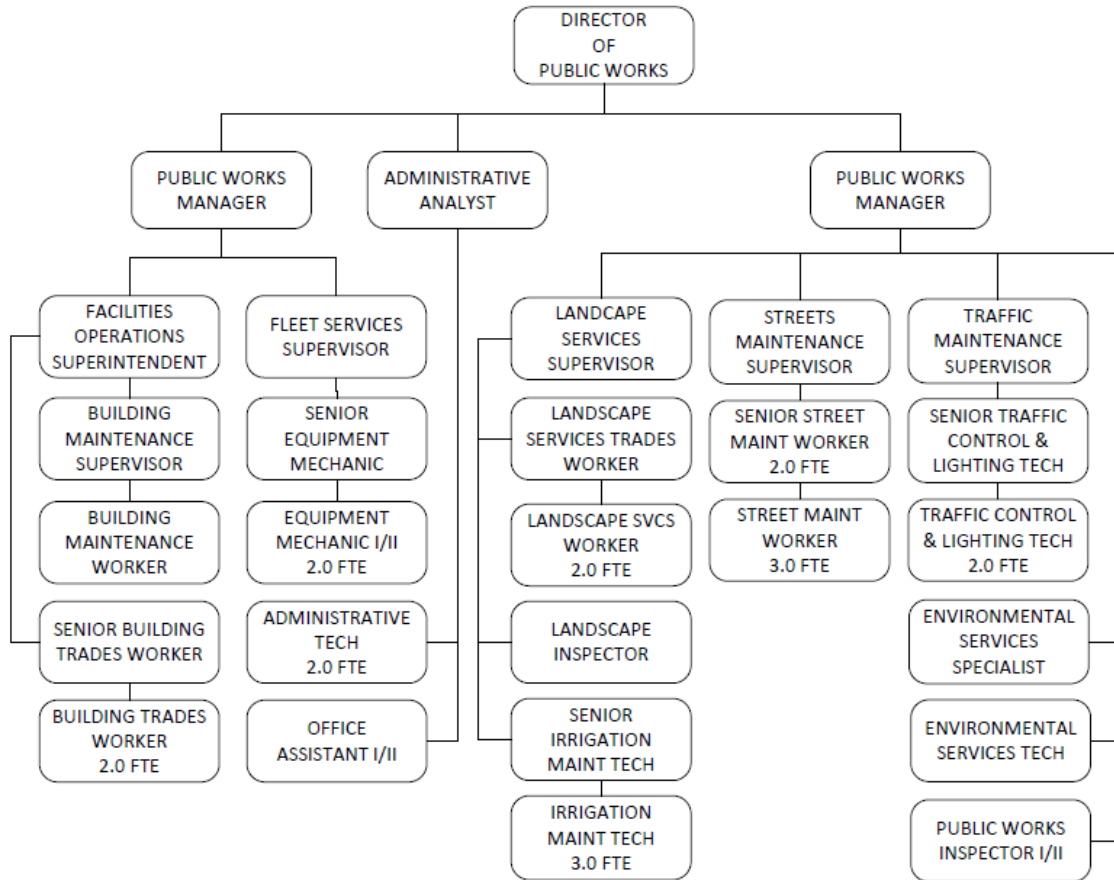 DIRECTOR
OF
PUBLIC WORKS
PUBLIC WORKS
MANAGER
ADMINISTRATIVE
ANALYST
PUBLIC WORKS
MANAGER
FACILITIES
OPERATIONS
SUPERINTENDENT
FLEET SERVICES
SUPERVISOR
LANDCAPE
SERVICES
SUPERVISOR
STREETS
MAINTENANCE
SUPERVISOR
TRAFFIC
MAINTENANCE
SUPERVISOR
BUILDING
MAINTENANCE
SUPERVISOR
SENIOR
EQUIPMENT
MECHANIC
LANDSCAPE
SERVICES TRADES
WORKER
SENIOR STREET
MAINT WORKER
2.0 FTE
SENIOR TRAFFIC
CONTROL &
LIGHTING TECH
BUILDING
MAINTENANCE
WORKER
EQUIPMENT
MECHANIC I/II
2.0 FTE
LANDSCAPE SVCS
WORKER
2.0 FTE
STREET MAINT
WORKER
3.0 FTE
TRAFFIC CONTROL
& LIGHTING TECH
2.0 FTE
SENIOR BUILDING
TRADES WORKER
ADMINISTRATIVE
TECH
2.0 FTE
LANDSCAPE
INSPECTOR
ENVIRONMENTAL
SERVICES
SPECIALIST
BUILDING TRADES
WORKER
2.0 FTE
OFFICE
ASSISTANT I/II
SENIOR
IRRIGATION
MAINT TECH
ENVIRONMENTAL
SERVICES TECH
IRRIGATION
MAINT TECH
3.0 FTE
PUBLIC WORKS
INSPECTOR I/II